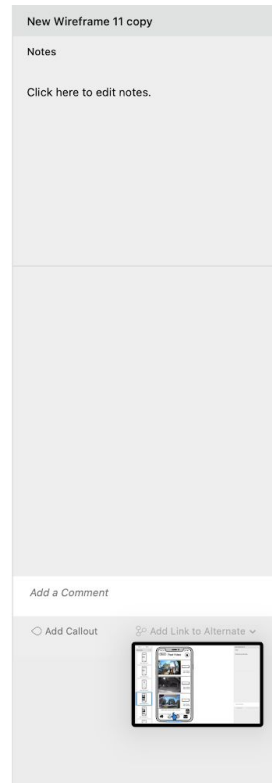 New Wireframe 11 copy
Notes
Click here to edit notes.
Add a Comment
Add Callout
Add Link to Alternate